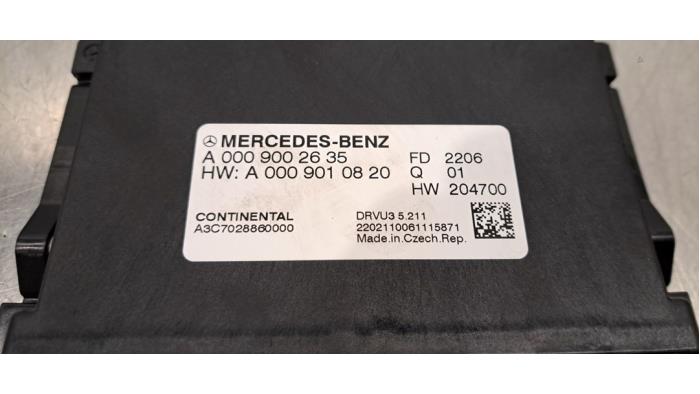 MERCEDES-BENZ
A 000 900 26 35 FD 2206
HW: A 000 901 08 20 Q 01
HW 204700
CONTINENTAL DRVU3 5.211
A3C7028860000 2202110061115871
Made.in.Czech.Rep.